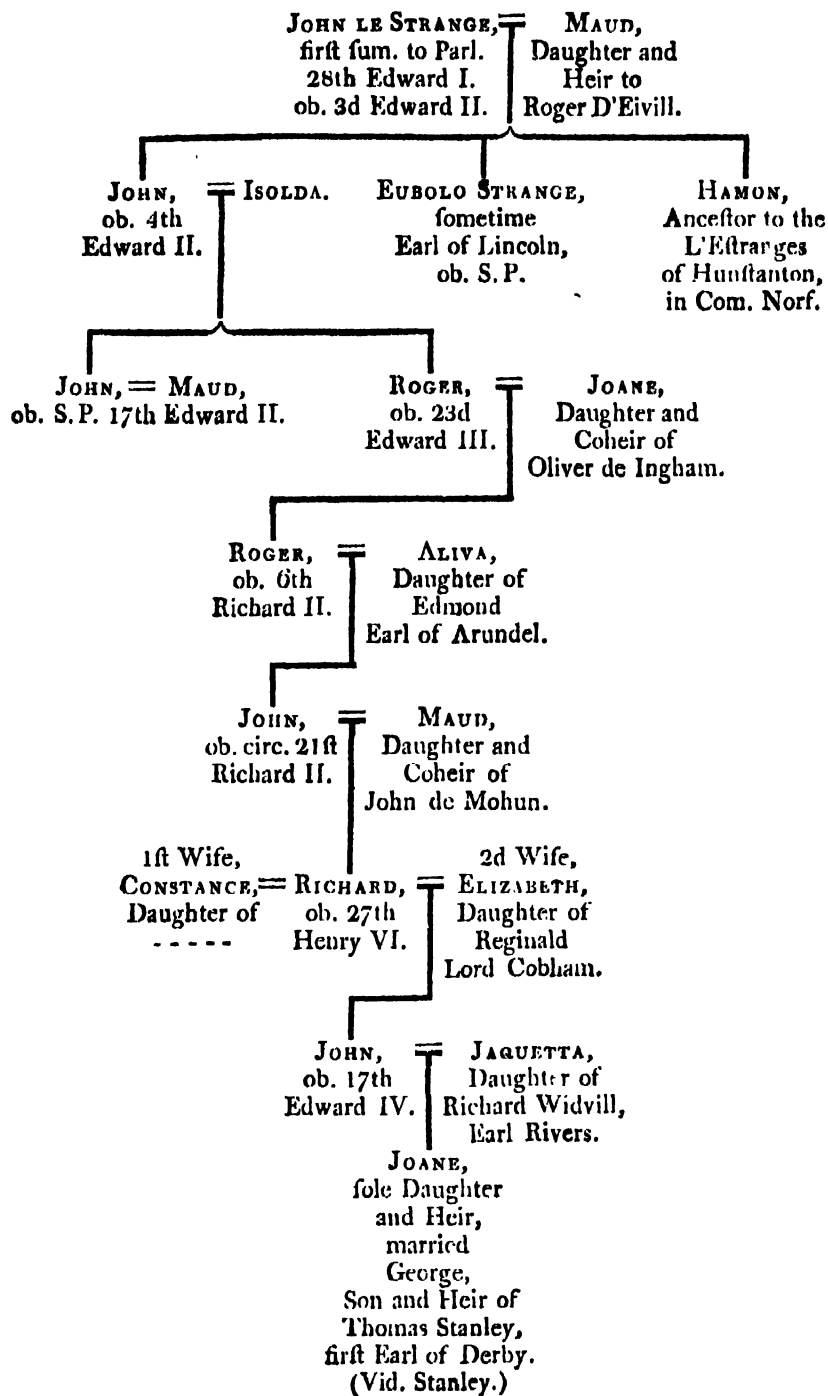 JOHN LE STRANGE, = MAUD,
firſt ſum. to Parl. Daughter and
28th Edward I. Heir to
ob. 3d Edward II. Roger D'Eivill.
JOHN, = ISOLDA.
ob. 4th
Edward II.
EUBOLO STRANGE,
ſometime
Earl of Lincoln,
ob. S. P.
HAMON,
Anceſtor to the
L'Eſtranges
of Hunſtanton,
in Com. Norf.
JOHN, = MAUD,
ob. S. P. 17th Edward II.
ROGER, = JOANE,
ob. 23d Daughter and
Edward III. Coheir of
Oliver de Ingham.
ROGER, = ALIVA,
ob. 6th Daughter of
Richard II. Edmond
Earl of Arundel.
JOHN, = MAUD,
ob. circ. 21ſt Daughter and
Richard II. Coheir of
John de Mohun.
1ſt Wife,
CONSTANCE, = RICHARD, =
Daughter of ob. 27th
- - - - - Henry VI.
2d Wife,
ELIZABETH,
Daughter of
Reginald
Lord Cobham.
JOHN, = JAQUETTA,
ob. 17th Daughter of
Edward IV. Richard Widvill,
Earl Rivers.
JOANE,
ſole Daughter
and Heir,
married
George,
Son and Heir of
Thomas Stanley,
firſt Earl of Derby.
(Vid. Stanley.)